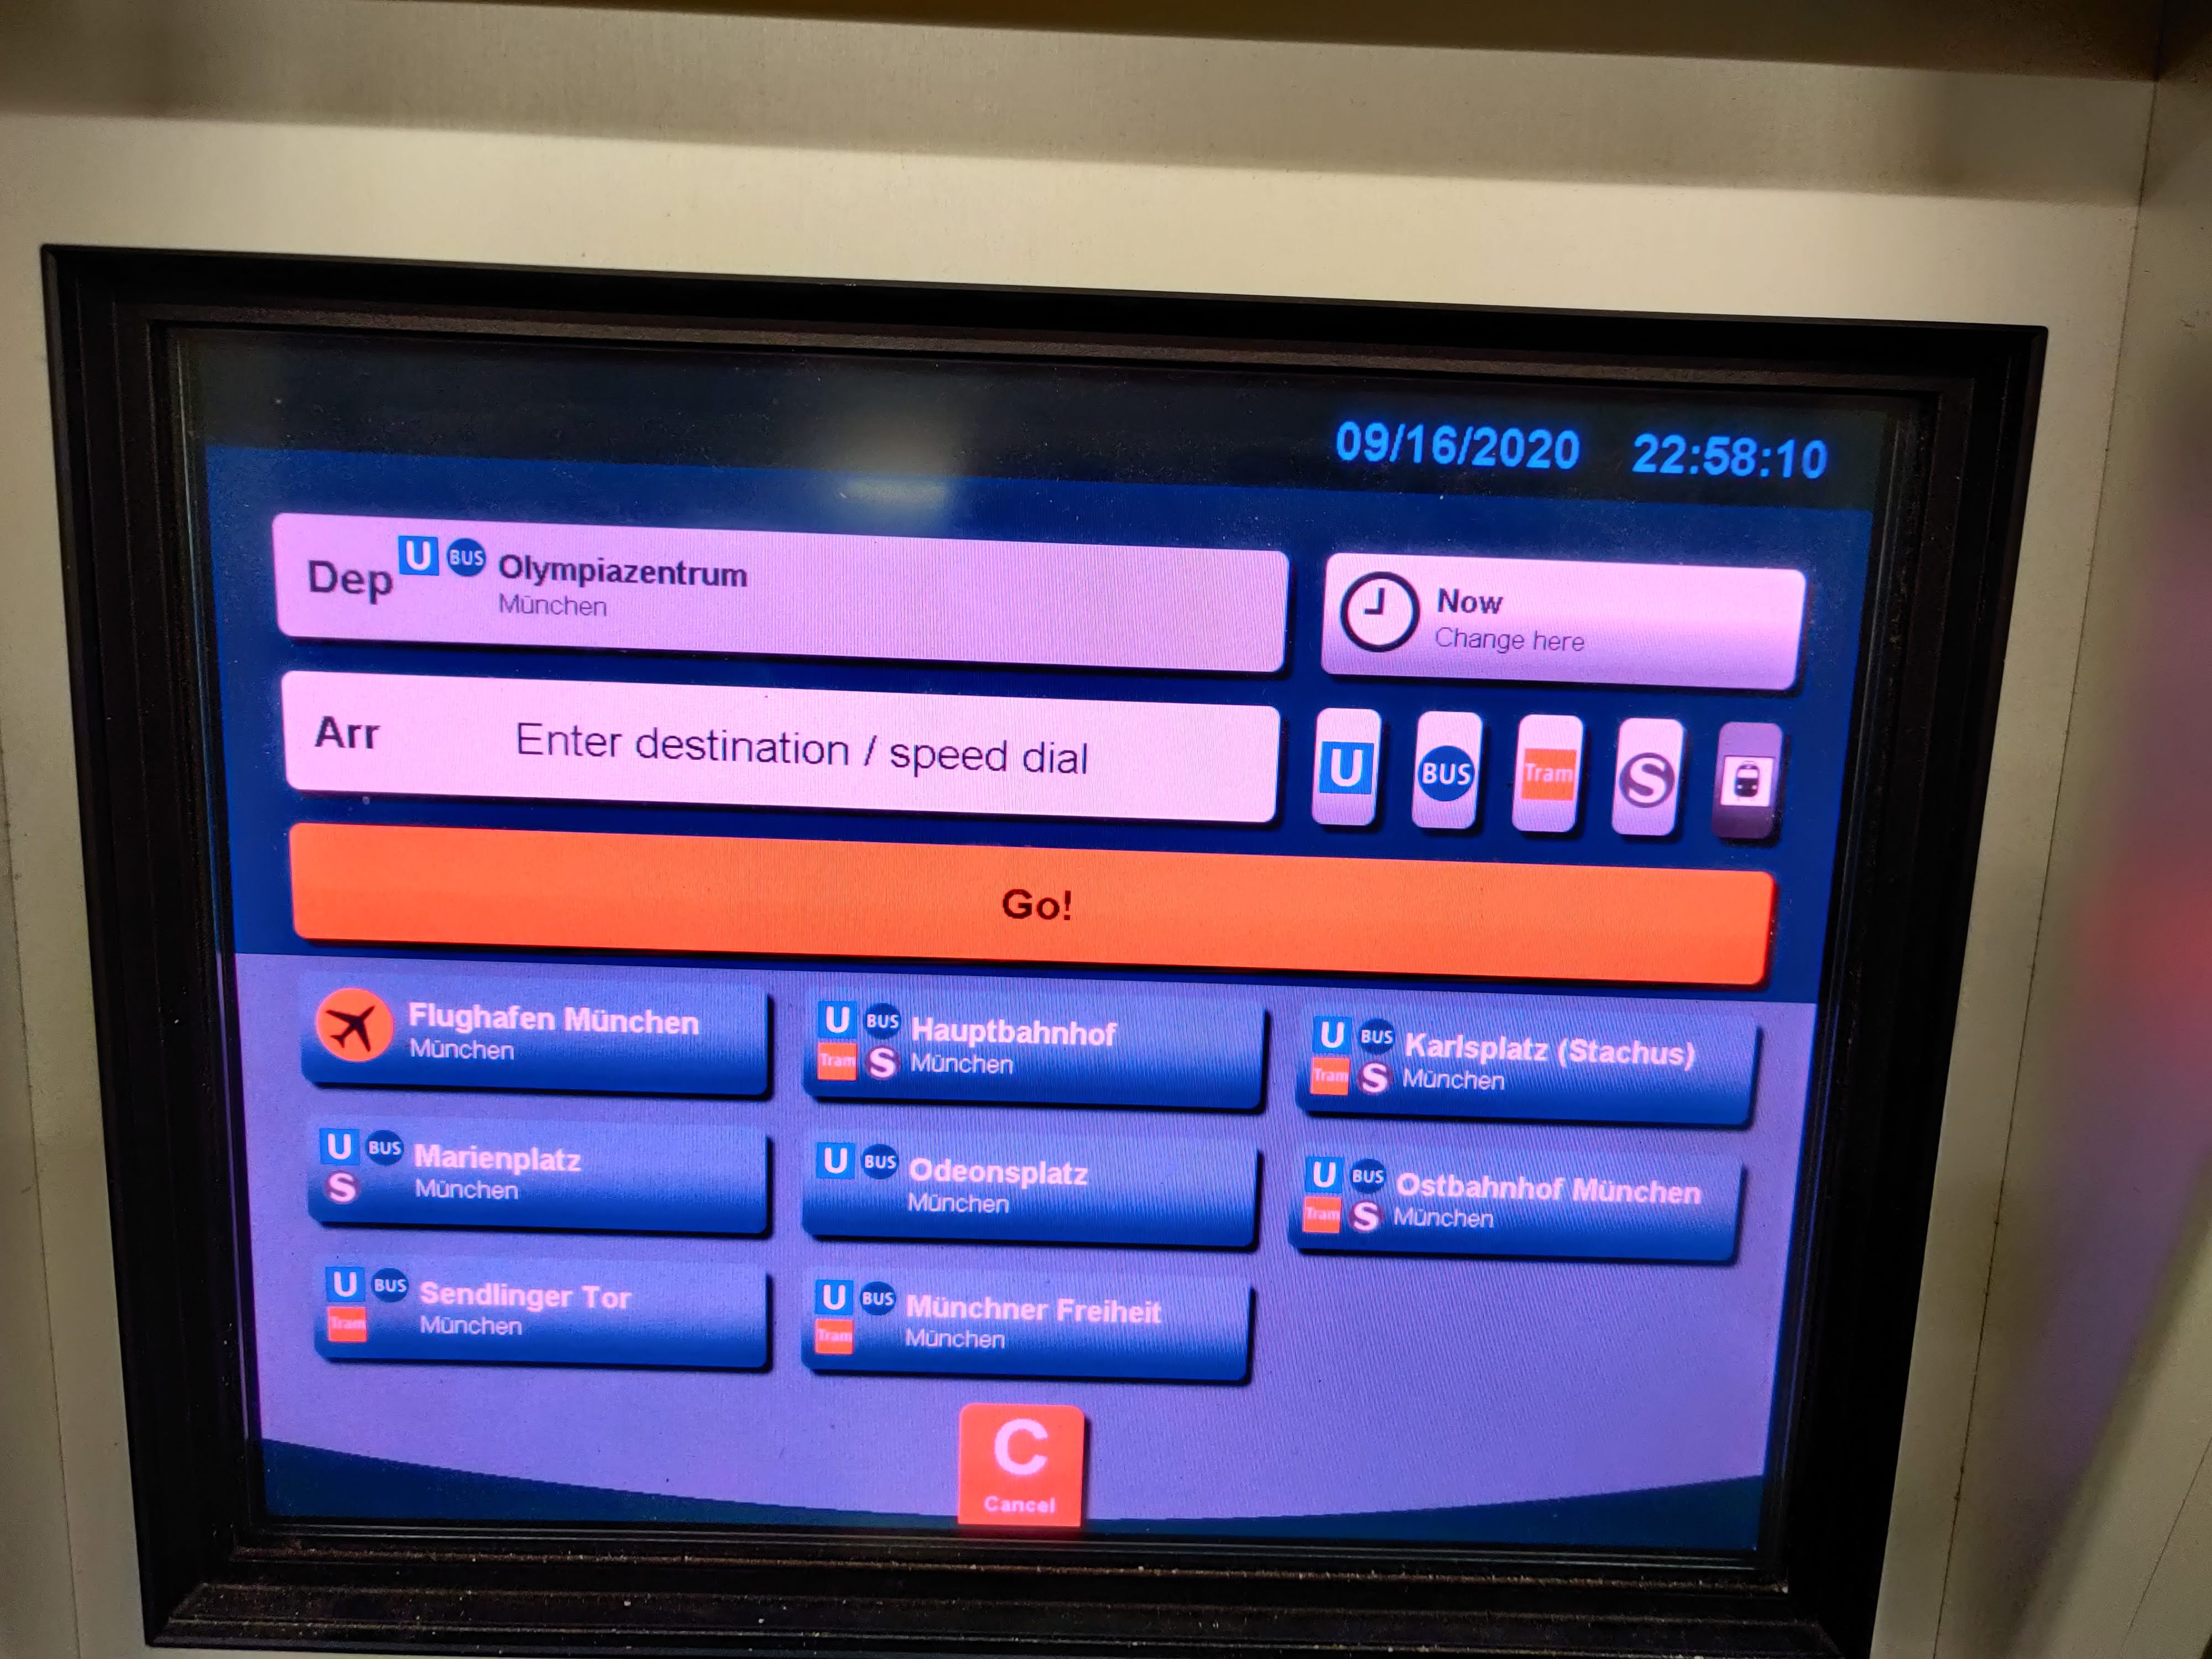 09/16/2020 22:58:10
Dep U BUS Olympiazentrum
München
Now
Change here
Arr Enter destination / speed dial
U BUS Tram S
Go!
Flughafen München
München
U BUS Hauptbahnhof
Tram S München
U BUS Karlsplatz (Stachus)
Tram S München
U BUS Marienplatz
S München
U BUS Odeonsplatz
München
U BUS Ostbahnhof München
Tram S München
U BUS Sendlinger Tor
Tram München
U BUS Münchner Freiheit
Tram München
C
Cancel